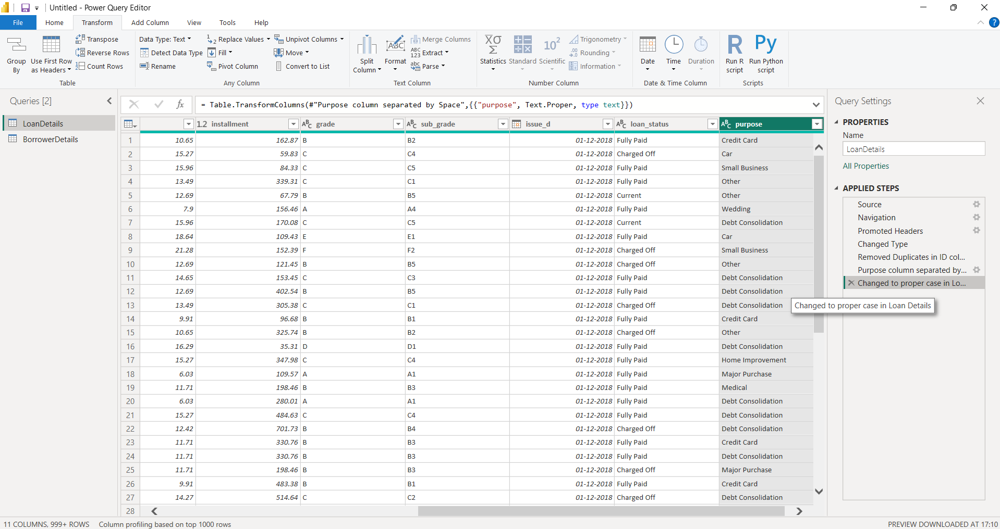 Untitled - Power Query Editor
File Home Transform Add Column View Tools Help
Group By
Use First Row as Headers
Transpose
Reverse Rows
Count Rows
Table
Data Type: Text
Detect Data Type
Rename
Replace Values
Fill
Pivot Column
Unpivot Columns
Move
Convert to List
Any Column
Split Column
Format
Merge Columns
Extract
Parse
Text Column
Statistics
Standard
Scientific
Trigonometry
Rounding
Information
Number Column
Date
Time
Duration
Date & Time Column
Run R script
Run Python script
Scripts
Queries [2]
LoanDetails
BorrowerDetails
= Table.TransformColumns(#"Purpose column separated by Space",{{"purpose", Text.Proper, type text}})
1.2 installment ABC grade ABC sub_grade issue_d ABC loan_status ABC purpose
1 10.65 162.87 B B2 01-12-2018 Fully Paid Credit Card
2 15.27 59.83 C C4 01-12-2018 Charged Off Car
3 15.96 84.33 C C5 01-12-2018 Fully Paid Small Business
4 13.49 339.31 C C1 01-12-2018 Fully Paid Other
5 12.69 67.79 B B5 01-12-2018 Current Other
6 7.9 156.46 A A4 01-12-2018 Fully Paid Wedding
7 15.96 170.08 C C5 01-12-2018 Current Debt Consolidation
8 18.64 109.43 E E1 01-12-2018 Fully Paid Car
9 21.28 152.39 F F2 01-12-2018 Charged Off Small Business
10 12.69 121.45 B B5 01-12-2018 Charged Off Other
11 14.65 153.45 C C3 01-12-2018 Fully Paid Debt Consolidation
12 12.69 402.54 B B5 01-12-2018 Fully Paid Debt Consolidation
13 13.49 305.38 C C1 01-12-2018 Charged Off Debt Consolidation
14 9.91 96.68 B B1 01-12-2018 Fully Paid Credit Card
15 10.65 325.74 B B2 01-12-2018 Charged Off Other
16 16.29 35.31 D D1 01-12-2018 Fully Paid Debt Consolidation
17 15.27 347.98 C C4 01-12-2018 Fully Paid Home Improvement
18 6.03 109.57 A A1 01-12-2018 Fully Paid Major Purchase
19 11.71 198.46 B B3 01-12-2018 Fully Paid Medical
20 6.03 280.01 A A1 01-12-2018 Fully Paid Debt Consolidation
21 15.27 484.63 C C4 01-12-2018 Fully Paid Debt Consolidation
22 12.42 701.73 B B4 01-12-2018 Charged Off Debt Consolidation
23 11.71 330.76 B B3 01-12-2018 Fully Paid Credit Card
24 11.71 330.76 B B3 01-12-2018 Fully Paid Debt Consolidation
25 11.71 198.46 B B3 01-12-2018 Charged Off Major Purchase
26 9.91 483.38 B B1 01-12-2018 Fully Paid Credit Card
27 14.27 514.64 C C2 01-12-2018 Charged Off Debt Consolidation
28
Query Settings
PROPERTIES
Name
LoanDetails
All Properties
APPLIED STEPS
Source
Navigation
Promoted Headers
Changed Type
Removed Duplicates in ID col...
Purpose column separated by...
Changed to proper case in Lo...
Changed to proper case in Loan Details
11 COLUMNS, 999+ ROWS Column profiling based on top 1000 rows
PREVIEW DOWNLOADED AT 17:10